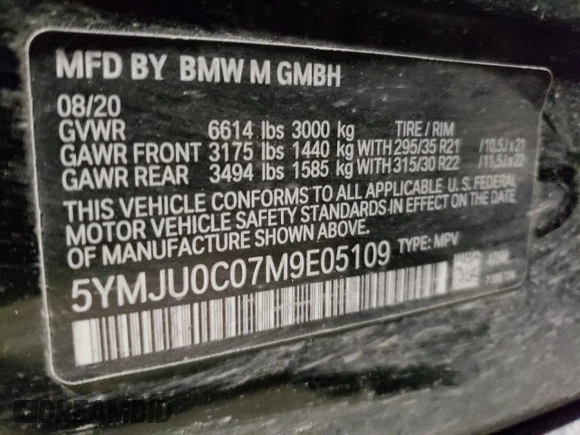 MFD BY BMW M GMBH
08/20
GVWR 6614 lbs 3000 kg TIRE / RIM
GAWR FRONT 3175 lbs 1440 kg WITH 295/35 R21 /10,5J x 21
GAWR REAR 3494 lbs 1585 kg WITH 315/30 R22 /11,5J x 22
THIS VEHICLE CONFORMS TO ALL APPLICABLE U. S. FEDERAL
MOTOR VEHICLE SAFETY STANDARDS IN EFFECT ON THE DATE
OF MANUFACTURE SHOWN ABOVE.
5YMJU0C07M9E05109 TYPE: MPV
DREAMBID